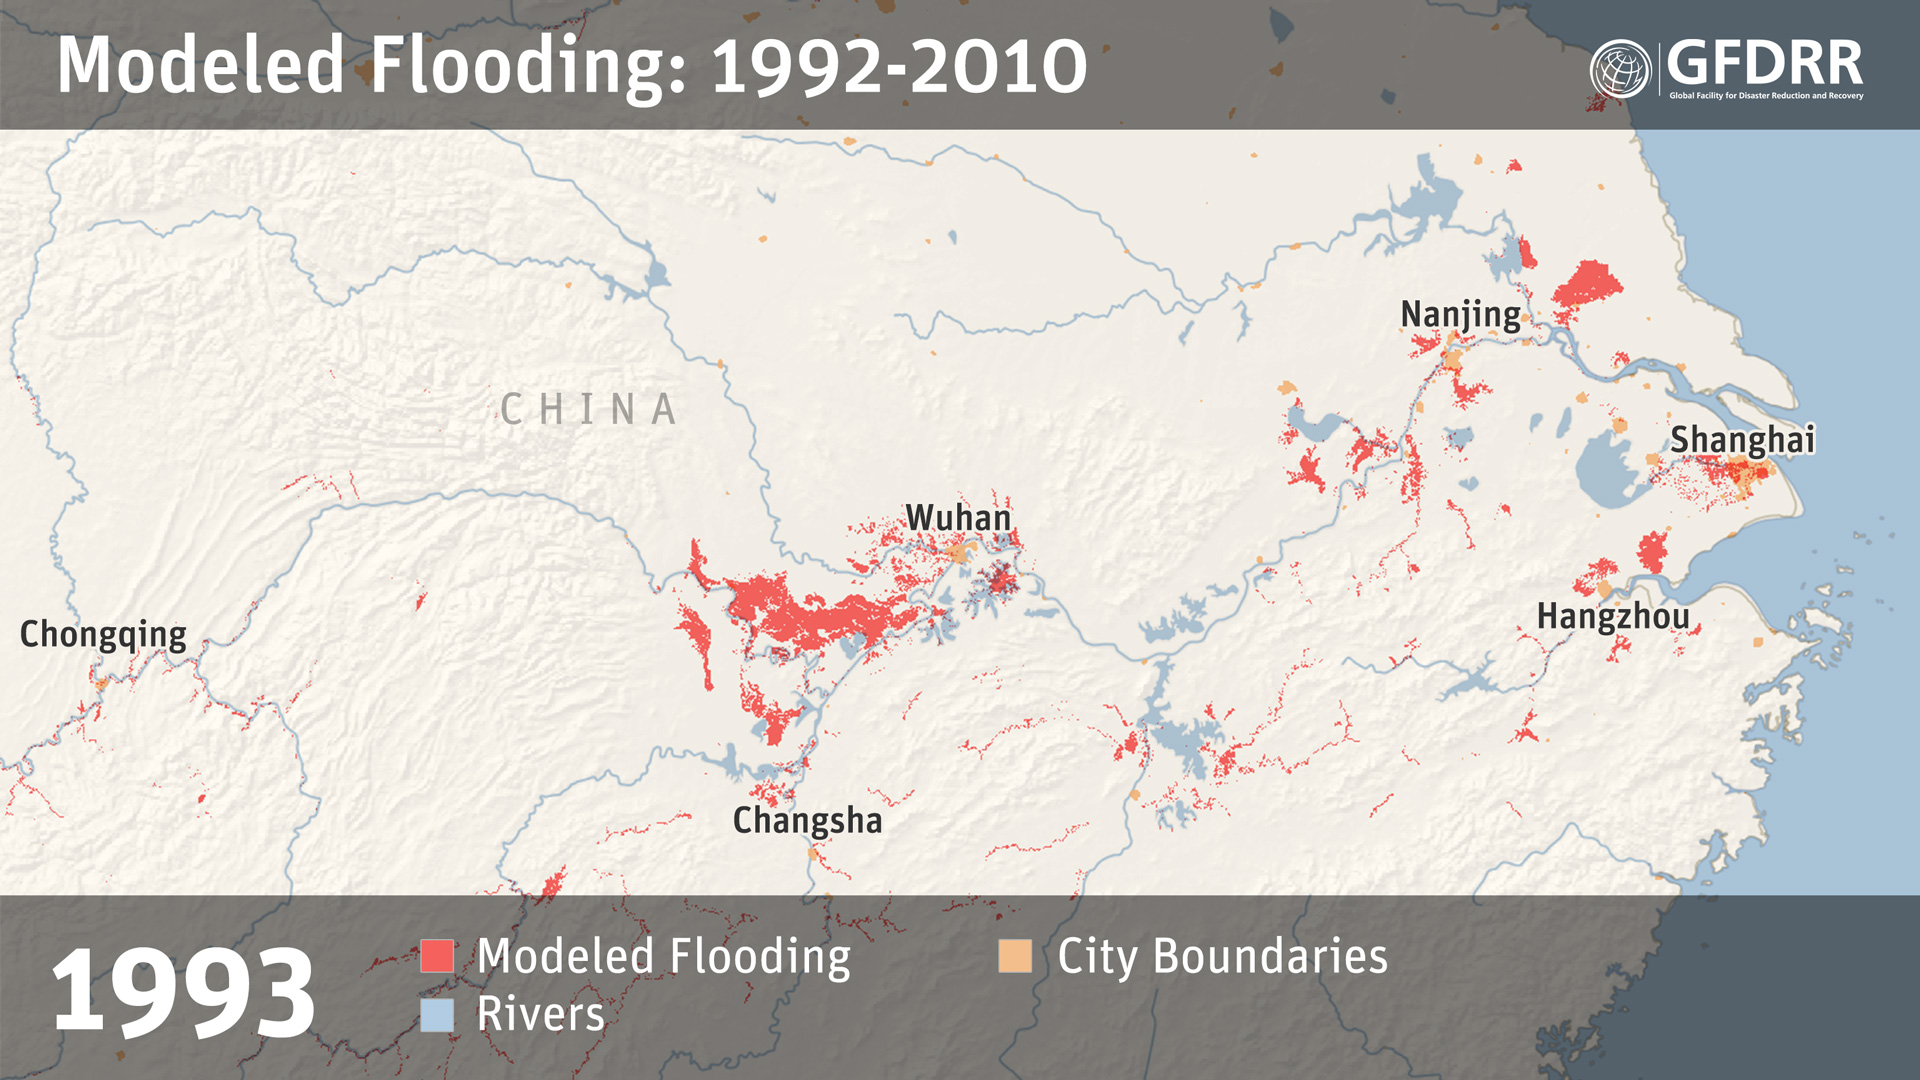 Modeled Flooding: 1992-2010
GFDRR
Global Facility for Disaster Reduction and Recovery
Nanjing
CHINA
Shanghai
Wuhan
Hangzhou
Chongqing
Changsha
1993
Modeled Flooding
City Boundaries
Rivers